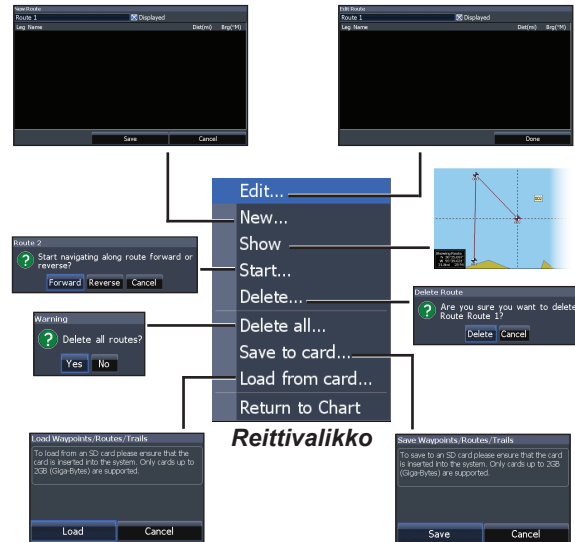 New Route
Route 1 Displayed
Leg Name Dist(mi) Brg(°M)
Save Cancel
Edit Route
Route 1 Displayed
Leg Name Dist(mi) Brg(°M)
Done
Edit...
New...
Show
Start...
Delete...
Delete all...
Save to card...
Load from card...
Return to Chart
Reittivalikko
Route 2
Start navigating along route forward or
reverse?
Forward Reverse Cancel
Delete Route
Are you sure you want to delete
Route Route 1?
Delete Cancel
Warning
Delete all routes?
Yes No
Load Waypoints/Routes/Trails
To load from an SD card please ensure that the
card is inserted into the system. Only cards up to
2GB (Giga-Bytes) are supported.
Load Cancel
Save Waypoints/Routes/Trails
To save to an SD card please ensure that the card
is inserted into the system. Only cards up to 2GB
(Giga-Bytes) are supported.
Save Cancel